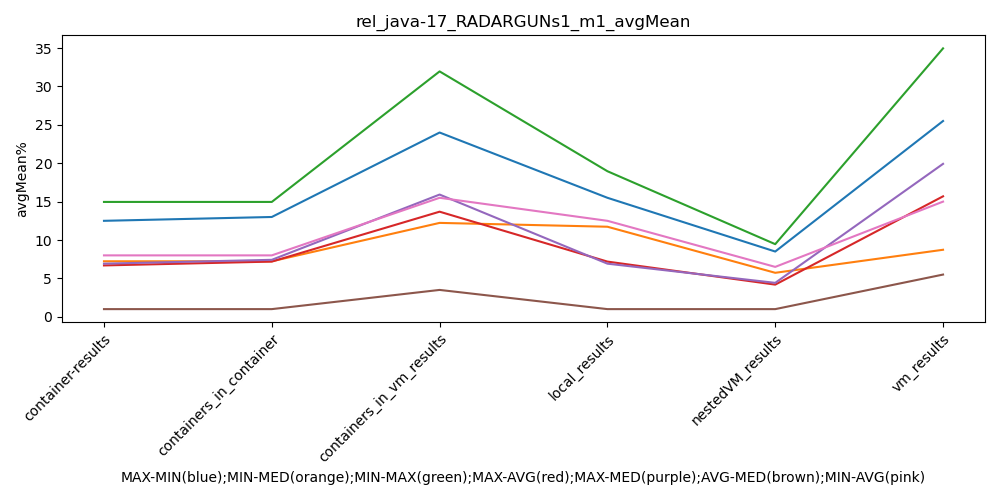 rel_java-17_RADARGUNs1_m1_avgMean
avgMean%
35
30
25
20
15
10
5
0
container-results
containers_in_container
containers_in_vm_results
local_results
nestedVM_results
vm_results
MAX-MIN(blue);MIN-MED(orange);MIN-MAX(green);MAX-AVG(red);MAX-MED(purple);AVG-MED(brown);MIN-AVG(pink)